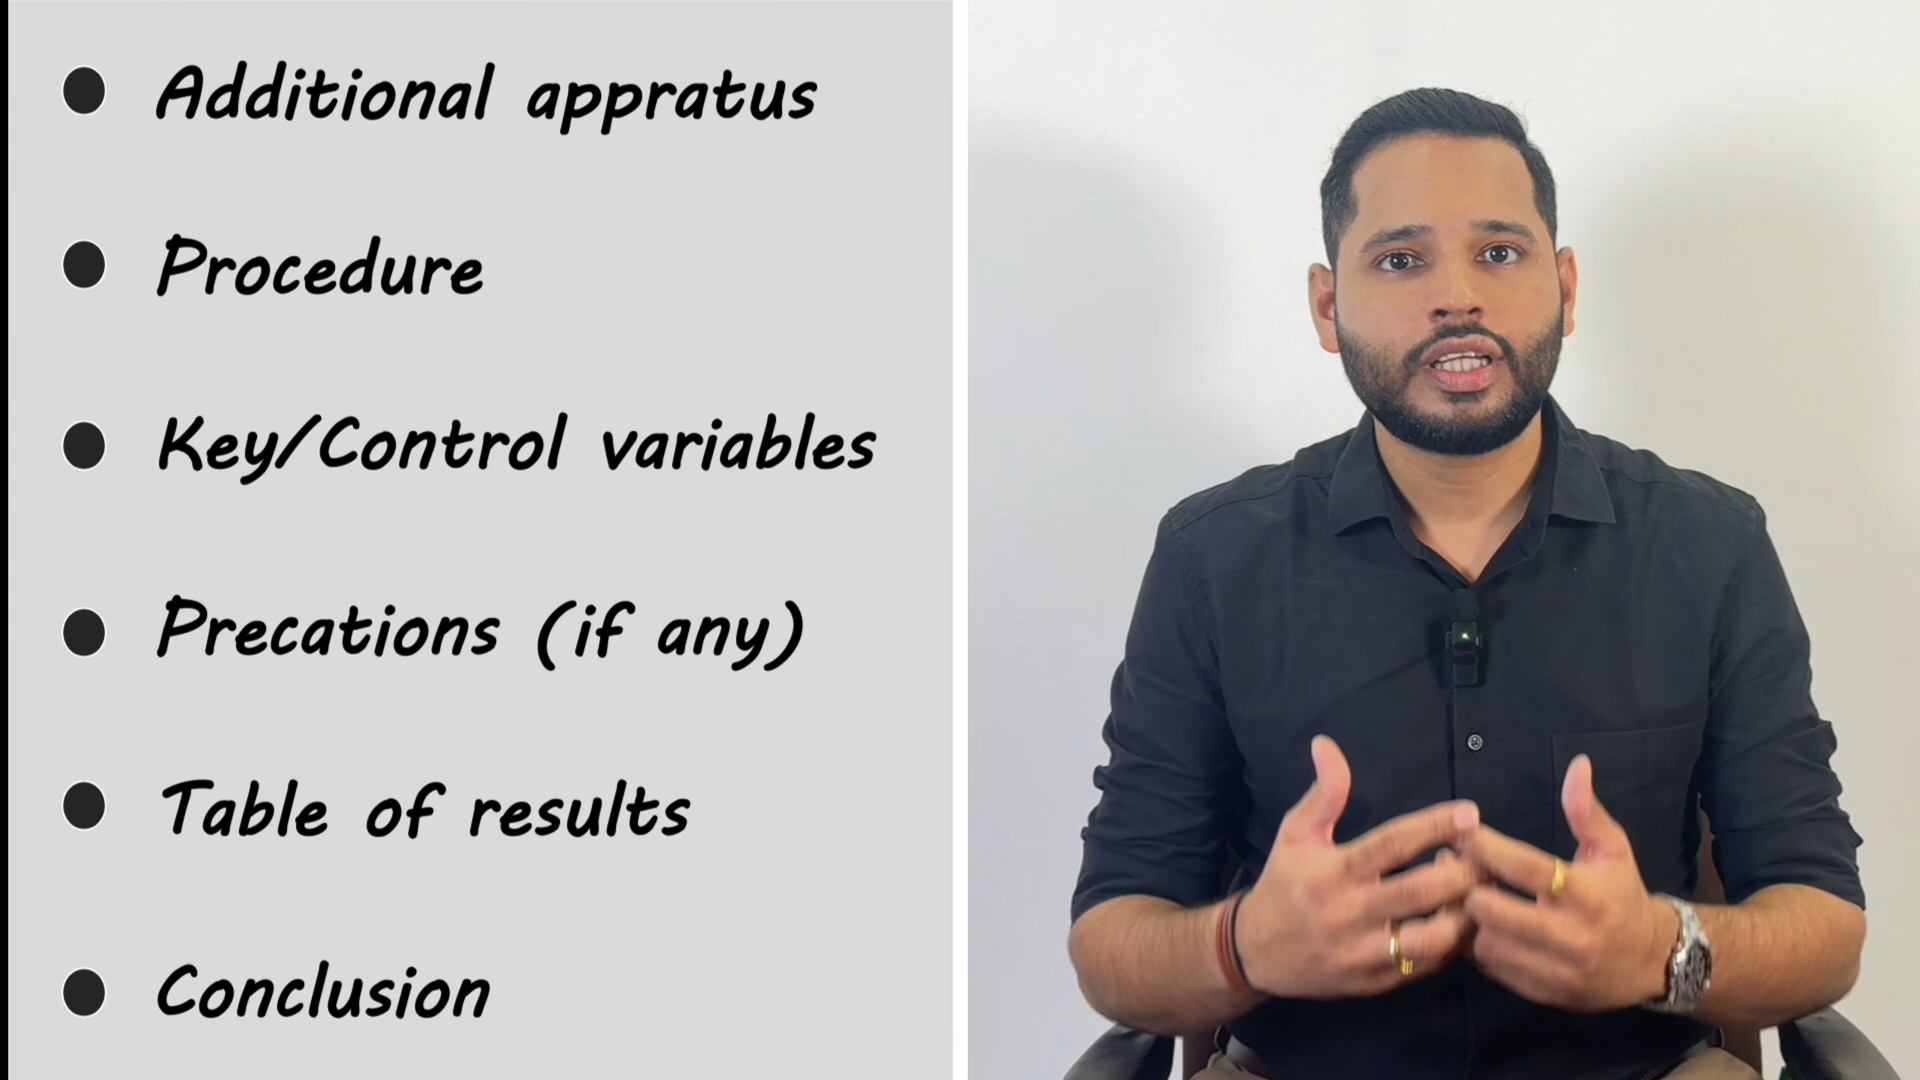 Additional appratus
Procedure
Key/Control variables
Precations (if any)
Table of results
Conclusion